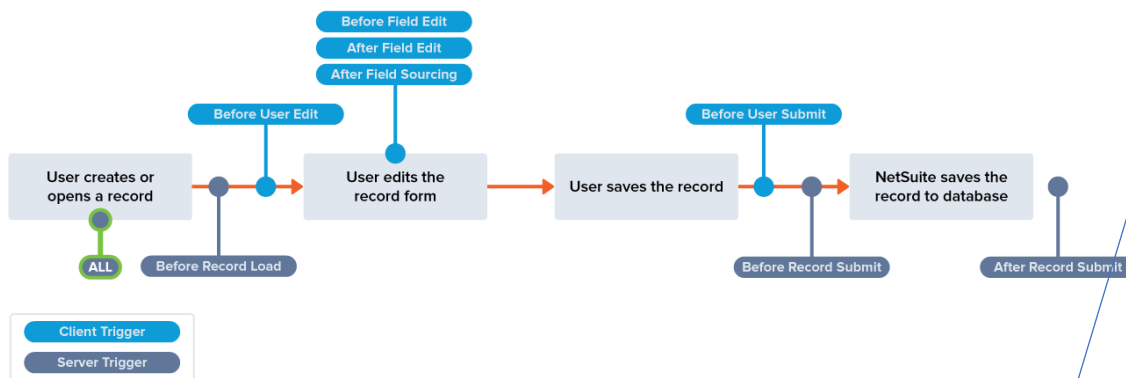 Before Field Edit
After Field Edit
After Field Sourcing
Before User Edit
Before User Submit
User creates or
opens a record
User edits the
record form
User saves the record
NetSuite saves the
record to database
ALL
Before Record Load
Before Record Submit
After Record Submit
Client Trigger
Server Trigger